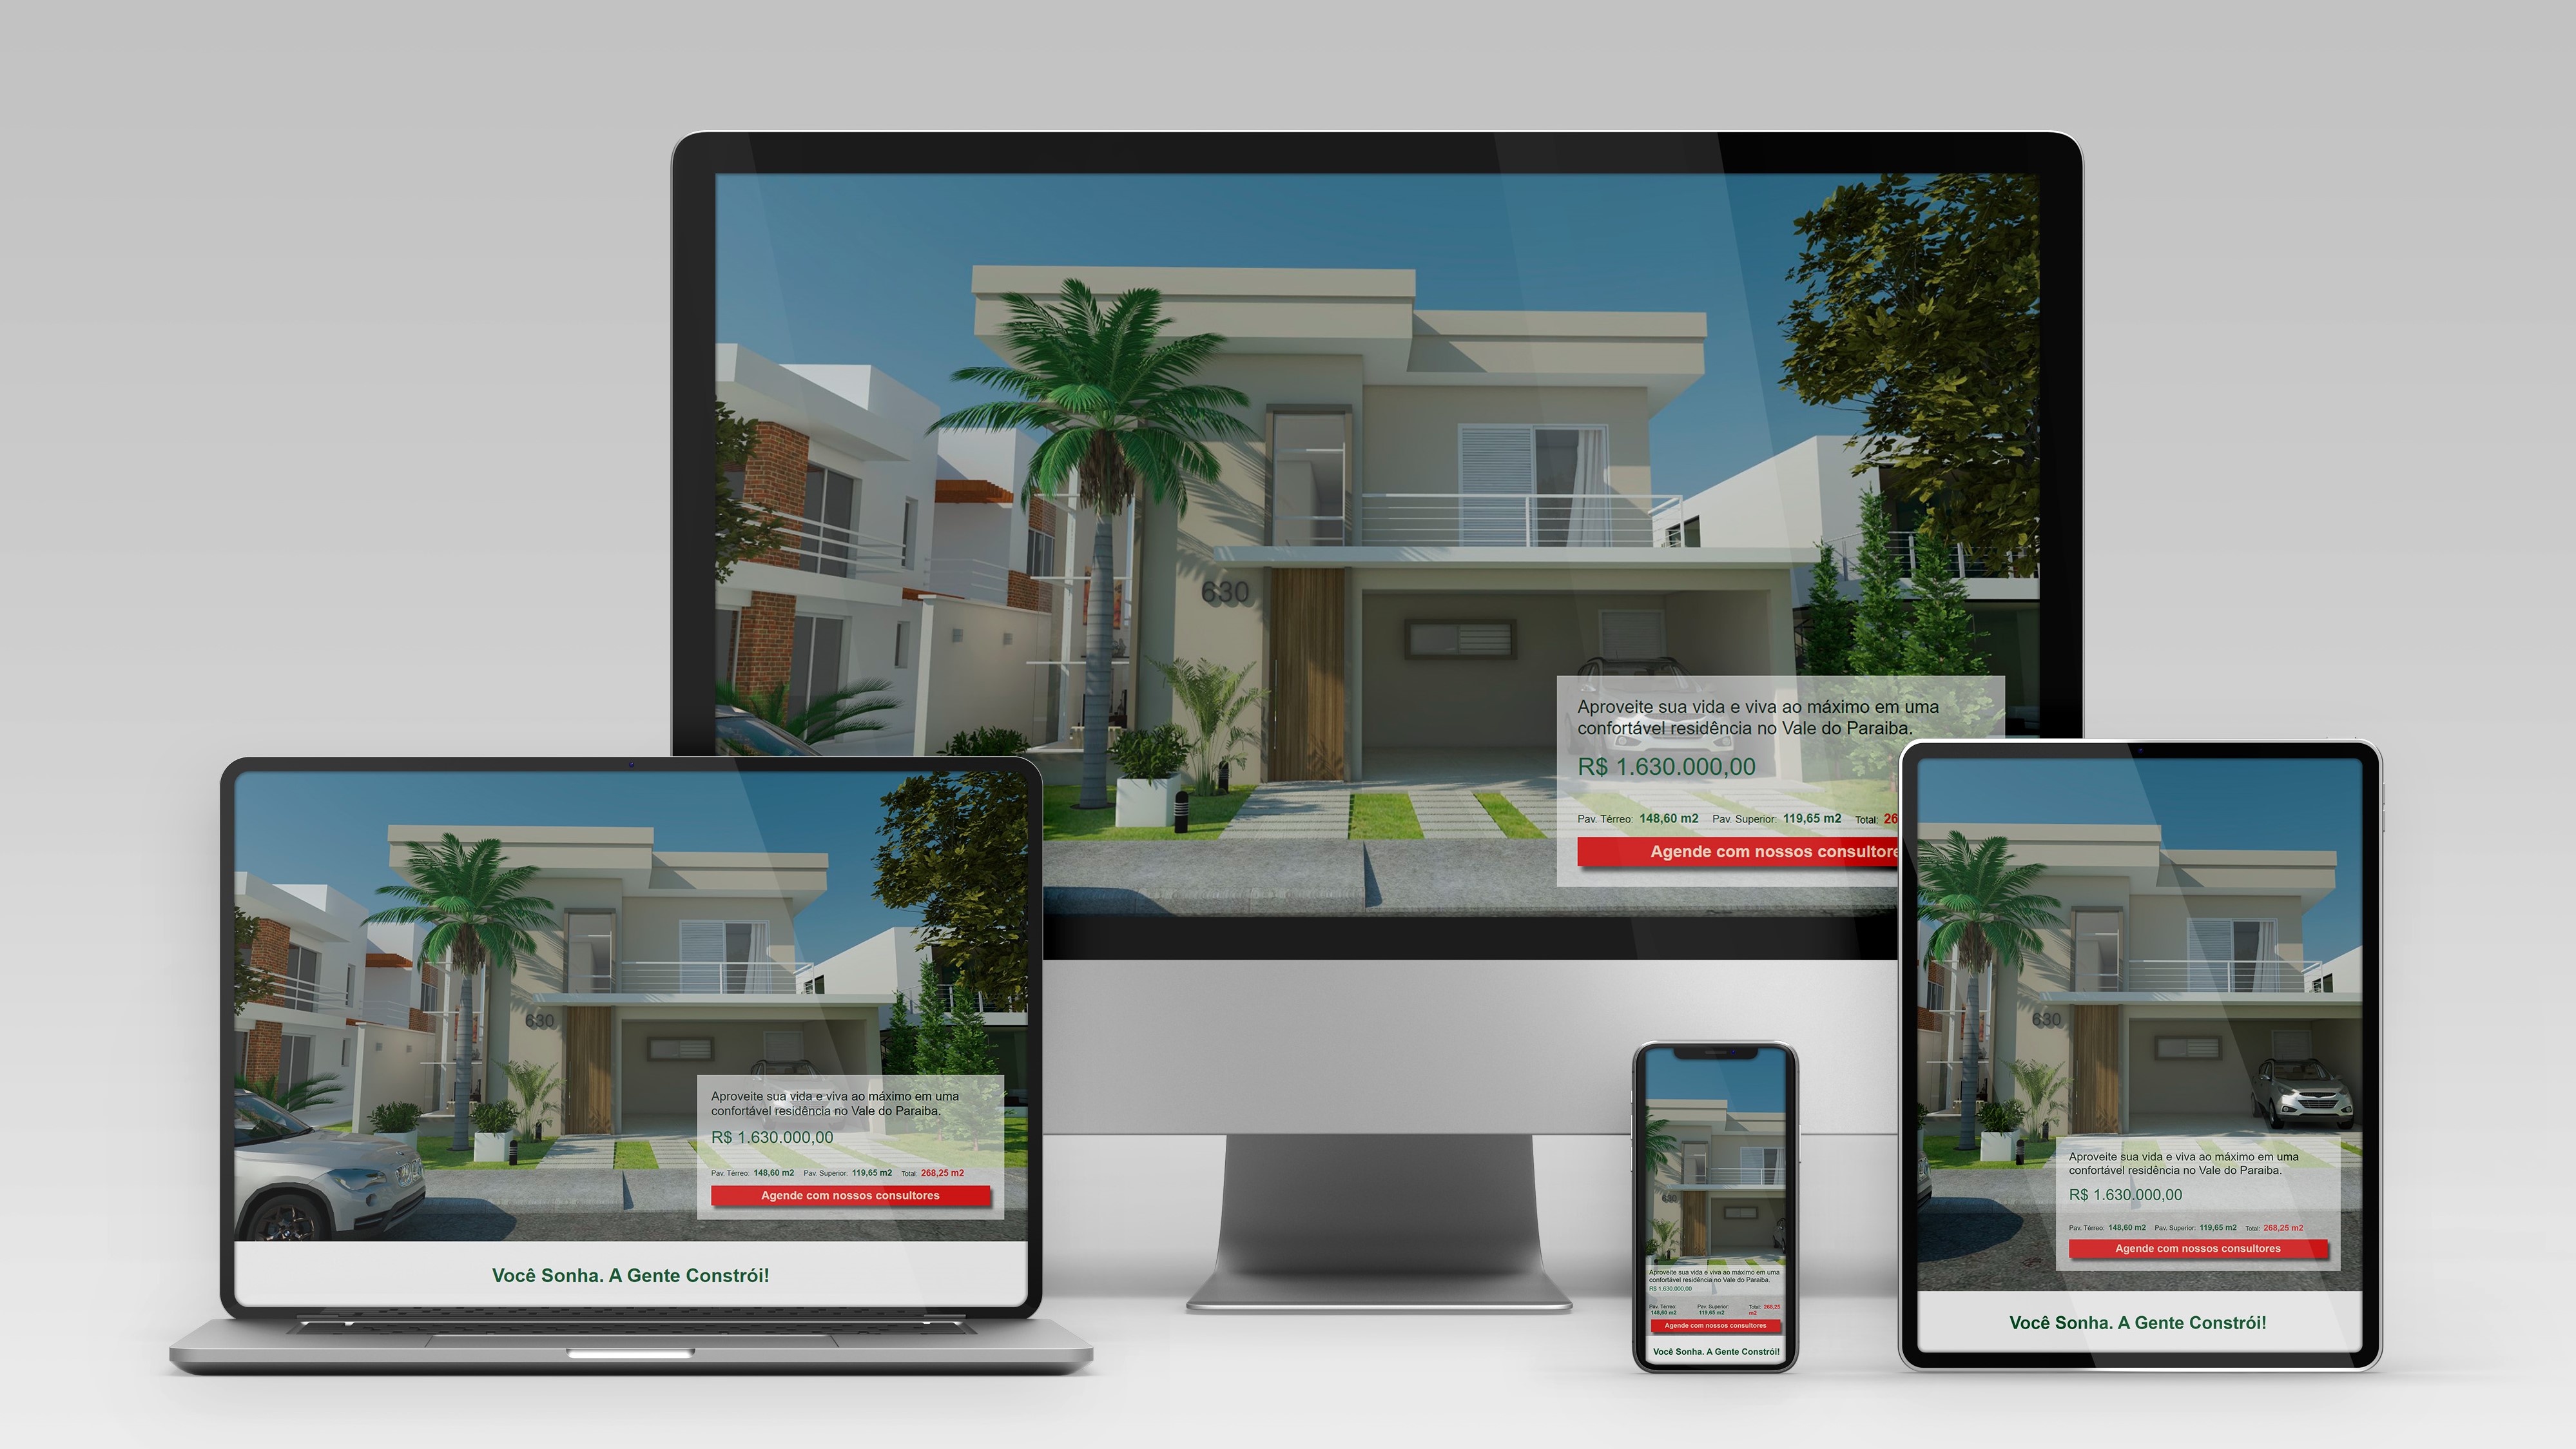 630
Aproveite sua vida e viva ao máximo em uma
confortável residência no Vale do Paraiba.
R$ 1.630.000,00
Pav. Térreo: 148,60 m2 Pav. Superior: 119,65 m2 Total: 26
Agende com nossos consultore
630
Aproveite sua vida e viva ao máximo em uma
confortável residência no Vale do Paraiba.
R$ 1.630.000,00
Pav. Térreo: 148,60 m2 Pav. Superior: 119,65 m2 Total: 268,25 m2
Agende com nossos consultores
Você Sonha. A Gente Constrói!
630
Aproveite sua vida e viva ao máximo em uma
confortável residência no Vale do Paraiba.
R$ 1.630.000,00
Pav. Térreo: Pav. Superior: Total: 268,25
148,60 m2 119,65 m2 m2
Agende com nossos consultores
Você Sonha. A Gente Constrói!
630
Aproveite sua vida e viva ao máximo em uma
confortável residência no Vale do Paraiba.
R$ 1.630.000,00
Pav. Térreo: 148,60 m2 Pav. Superior: 119,65 m2 Total: 268,25 m2
Agende com nossos consultores
Você Sonha. A Gente Constrói!